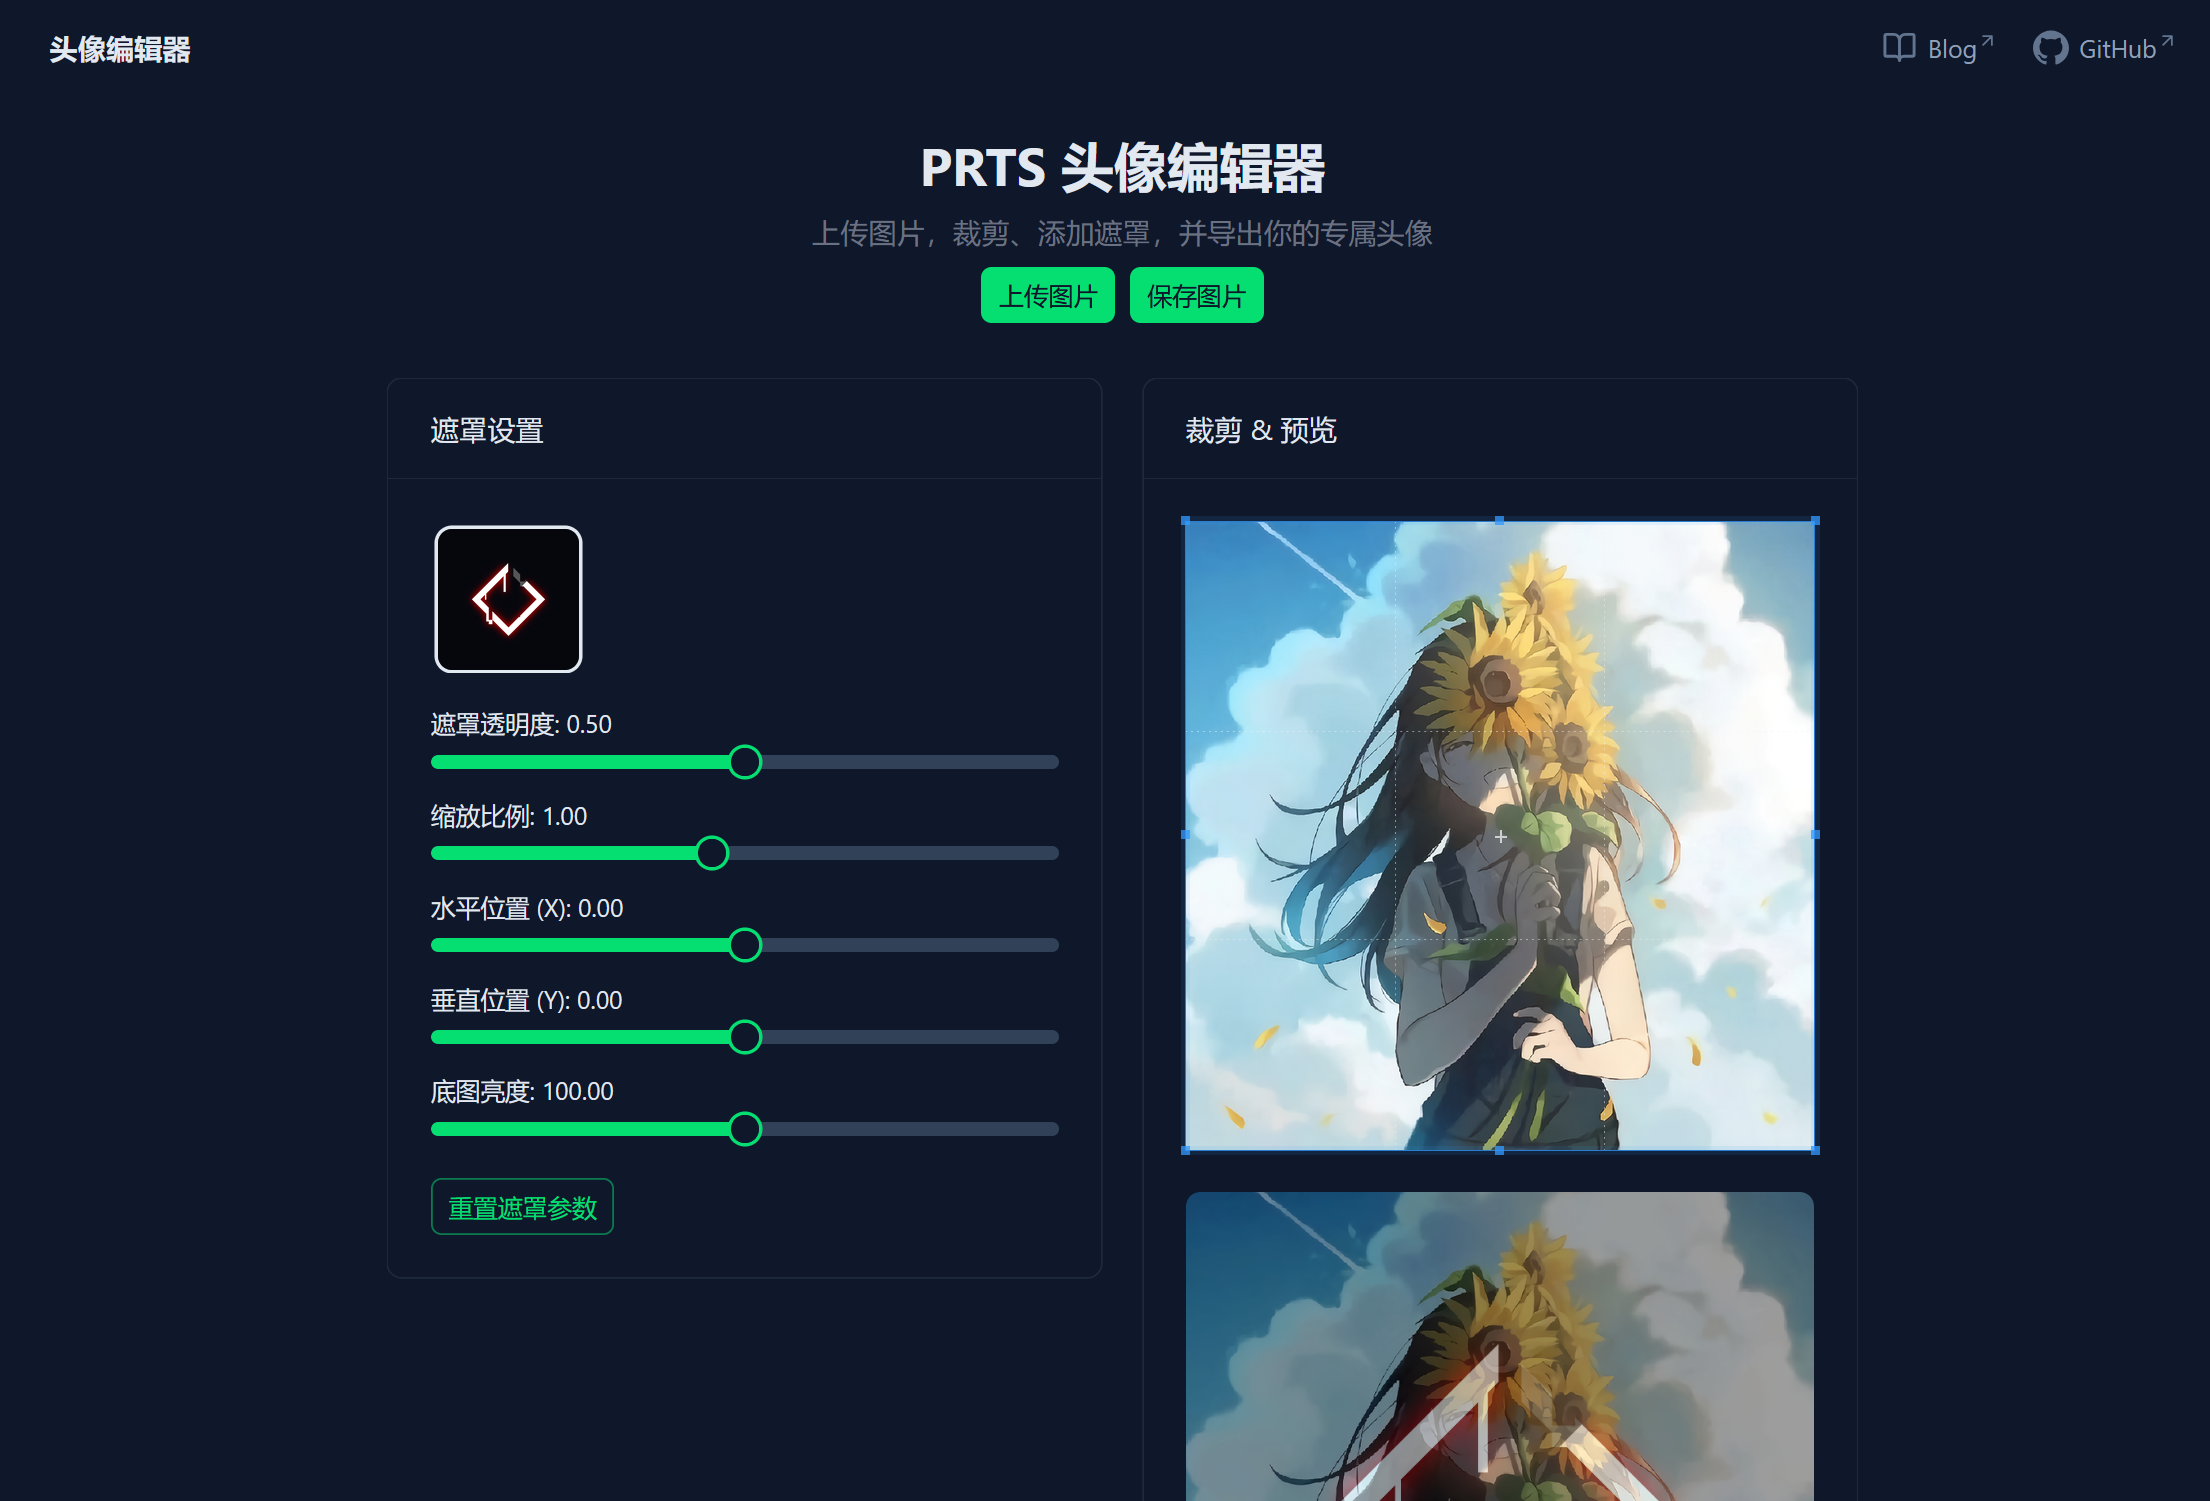 头像编辑器
Blog
GitHub
PRTS 头像编辑器
上传图片，裁剪、添加遮罩，并导出你的专属头像
上传图片
保存图片
遮罩设置
遮罩透明度: 0.50
缩放比例: 1.00
水平位置 (X): 0.00
垂直位置 (Y): 0.00
底图亮度: 100.00
重置遮罩参数
裁剪 & 预览